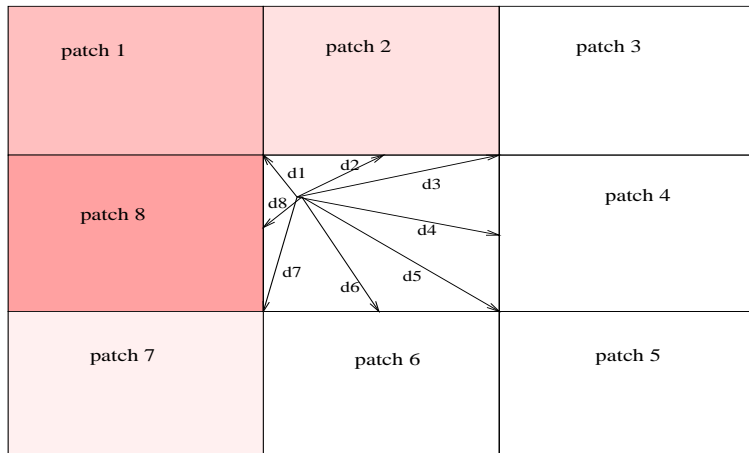 patch 1
patch 2
patch 3
d1
d2
d3
patch 8
d8
d4
patch 4
d7
d6
d5
patch 7
patch 6
patch 5